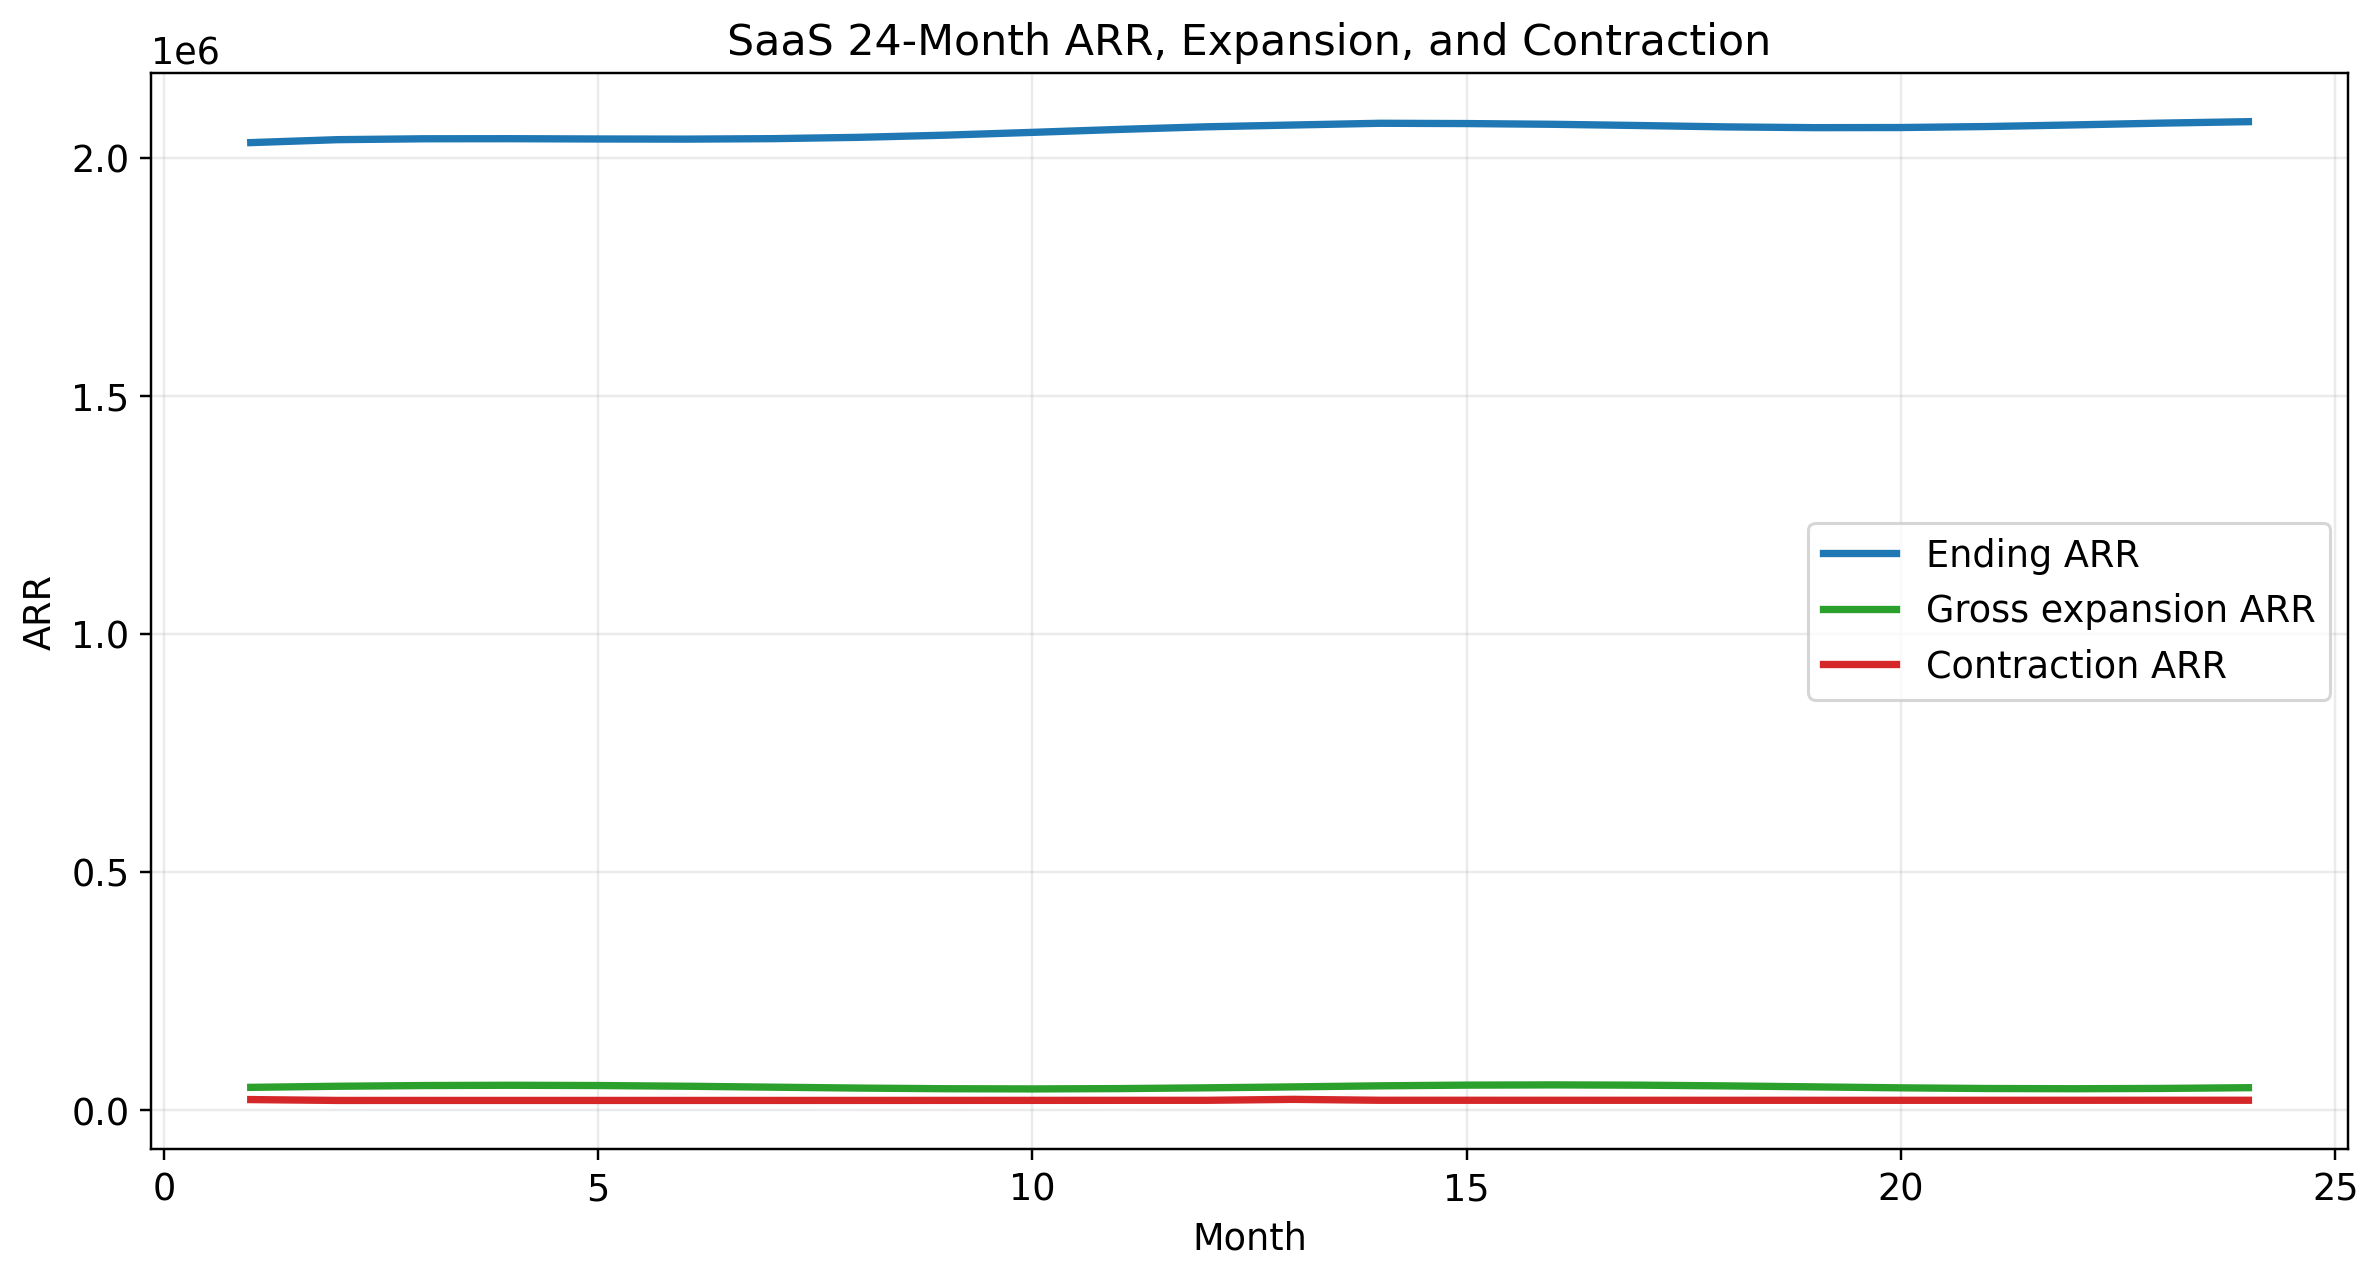 SaaS 24-Month ARR, Expansion, and Contraction
1e6
2.0
1.5
1.0
0.5
0.0
ARR
Ending ARR
Gross expansion ARR
Contraction ARR
0 5 10 15 20 25
Month